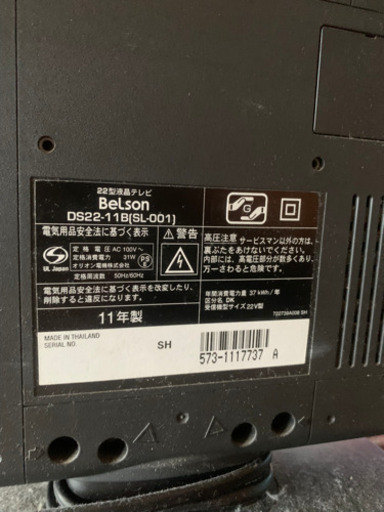 22型液晶テレビ
Belson
DS22-11B(SL-001)
電気用品安全法に基づく表示
UL Japan
定格電圧 AC 100V~
定格消費電力 31W
定格周波数 50Hz/60Hz
PSE
オリオン電機株式会社
電気用品安全法に基づく表示を改変したり、
削除すると違反になります。
11年製
⚠警告
G
高圧注意 サービスマン以外の方は、
裏ぶたをあけないでください。
内部には、高電圧部分が数多くあり、
万一さわると危険です。
年間消費電力量 37 kWh/年
区分名 DK
受信機型サイズ 22V型
MADE IN THAILAND
SERIAL NO.
SH
573-1117737 A